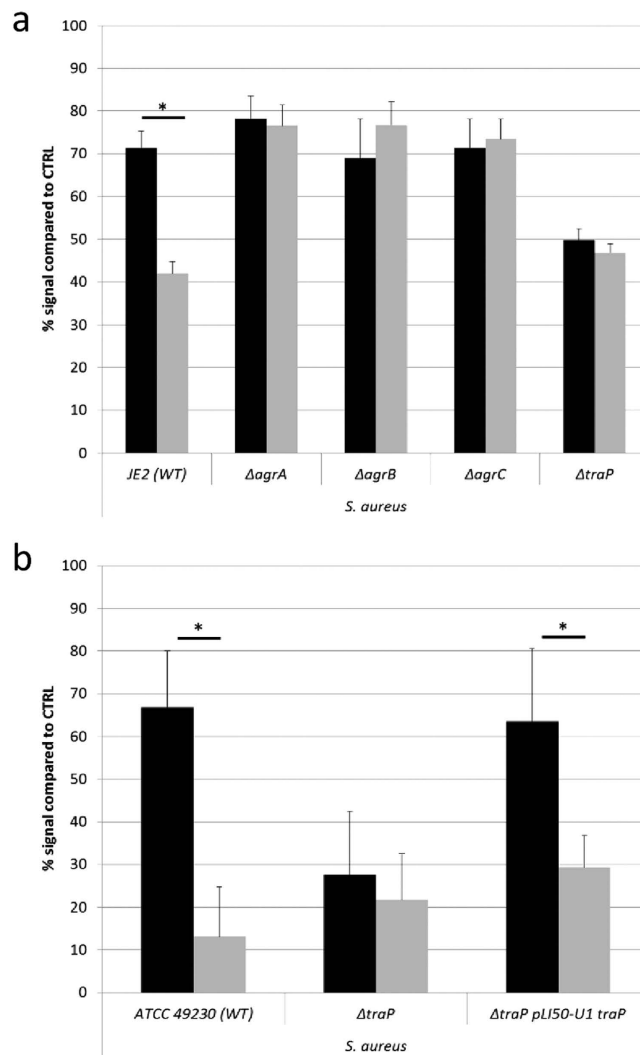 a
% signal compared to CTRL
100
90
80
70
60
50
40
30
20
10
0
*
JE2 (WT)
ΔagrA
ΔagrB
ΔagrC
ΔtraP
S. aureus
b
% signal compared to CTRL
100
90
80
70
60
50
40
30
20
10
0
*
*
ATCC 49230 (WT)
ΔtraP
ΔtraP pLI50-U1 traP
S. aureus